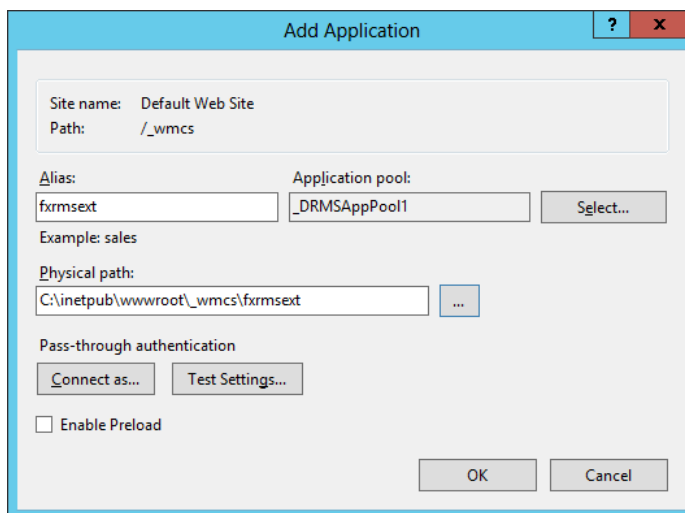 Add Application
? x
Site name: Default Web Site
Path: /_wmcs
Alias: Application pool:
fxrmsext _DRMSAppPool1 Select...
Example: sales
Physical path:
C:\inetpub\wwwroot\_wmcs\fxrmsext ...
Pass-through authentication
Connect as... Test Settings...
Enable Preload
OK Cancel